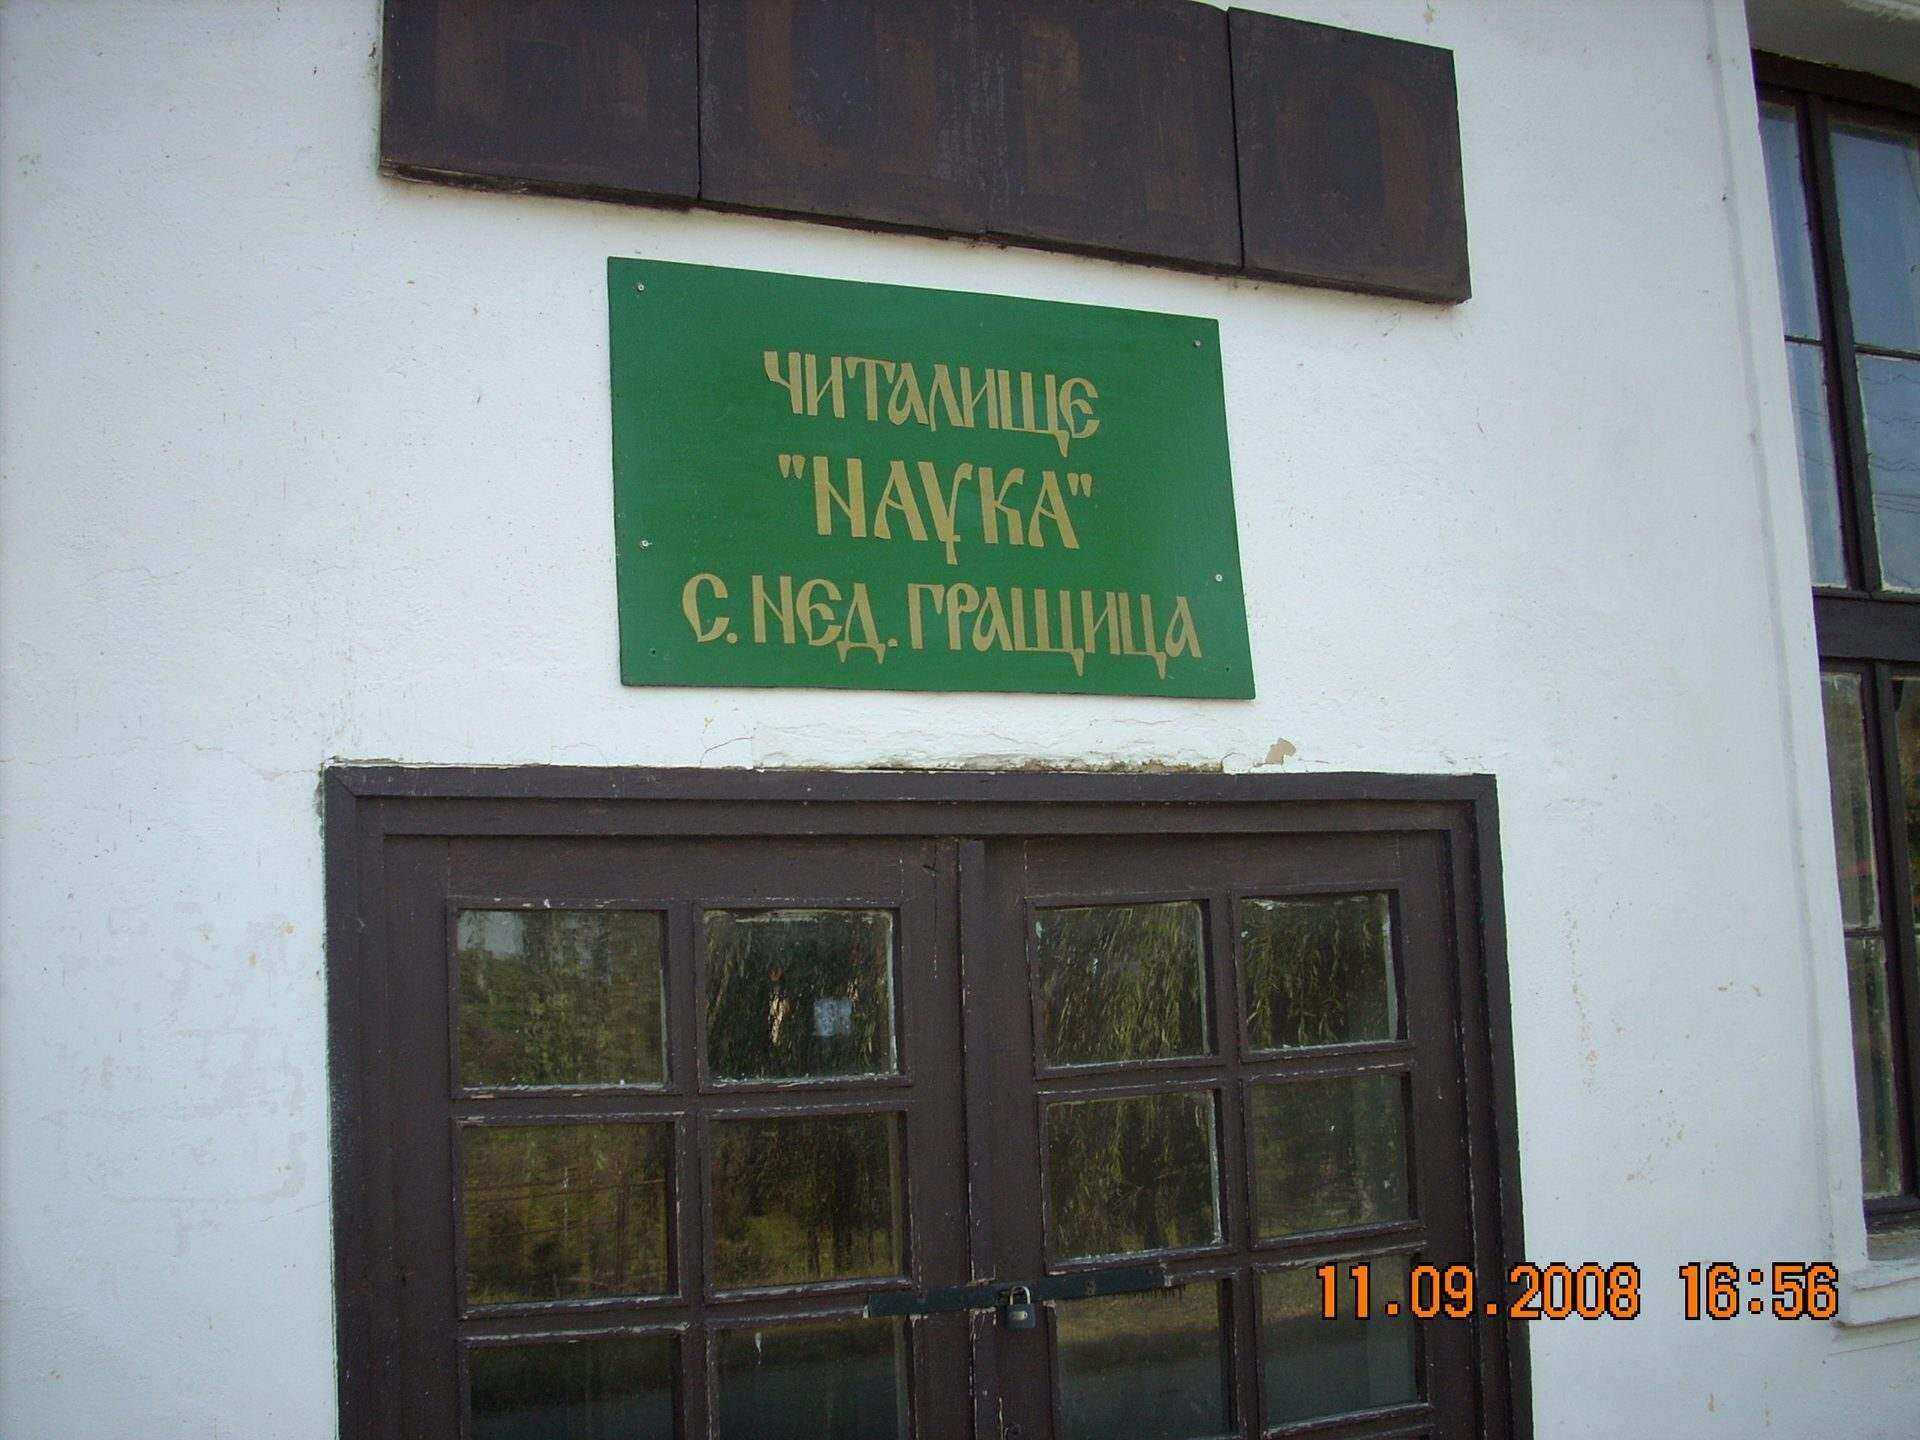 ЧИТАЛИЩЕ
"НАУКА"
С. НЕД. ГРАЩИЦА
11.09.2008 16:56